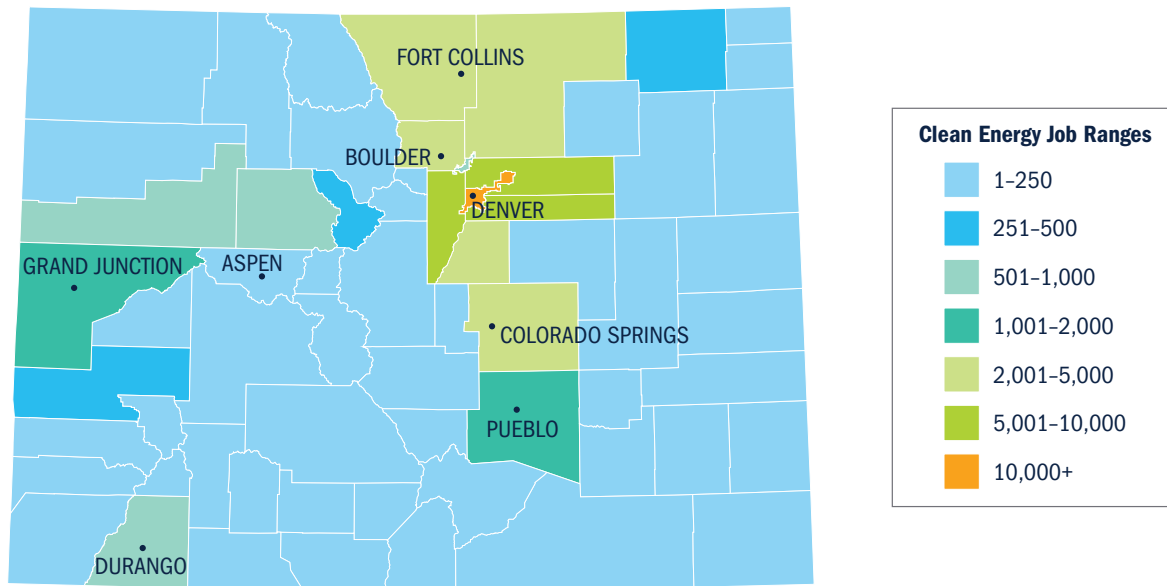 FORT COLLINS
BOULDER
DENVER
GRAND JUNCTION
ASPEN
COLORADO SPRINGS
PUEBLO
DURANGO
Clean Energy Job Ranges
1–250
251–500
501–1,000
1,001–2,000
2,001–5,000
5,001–10,000
10,000+